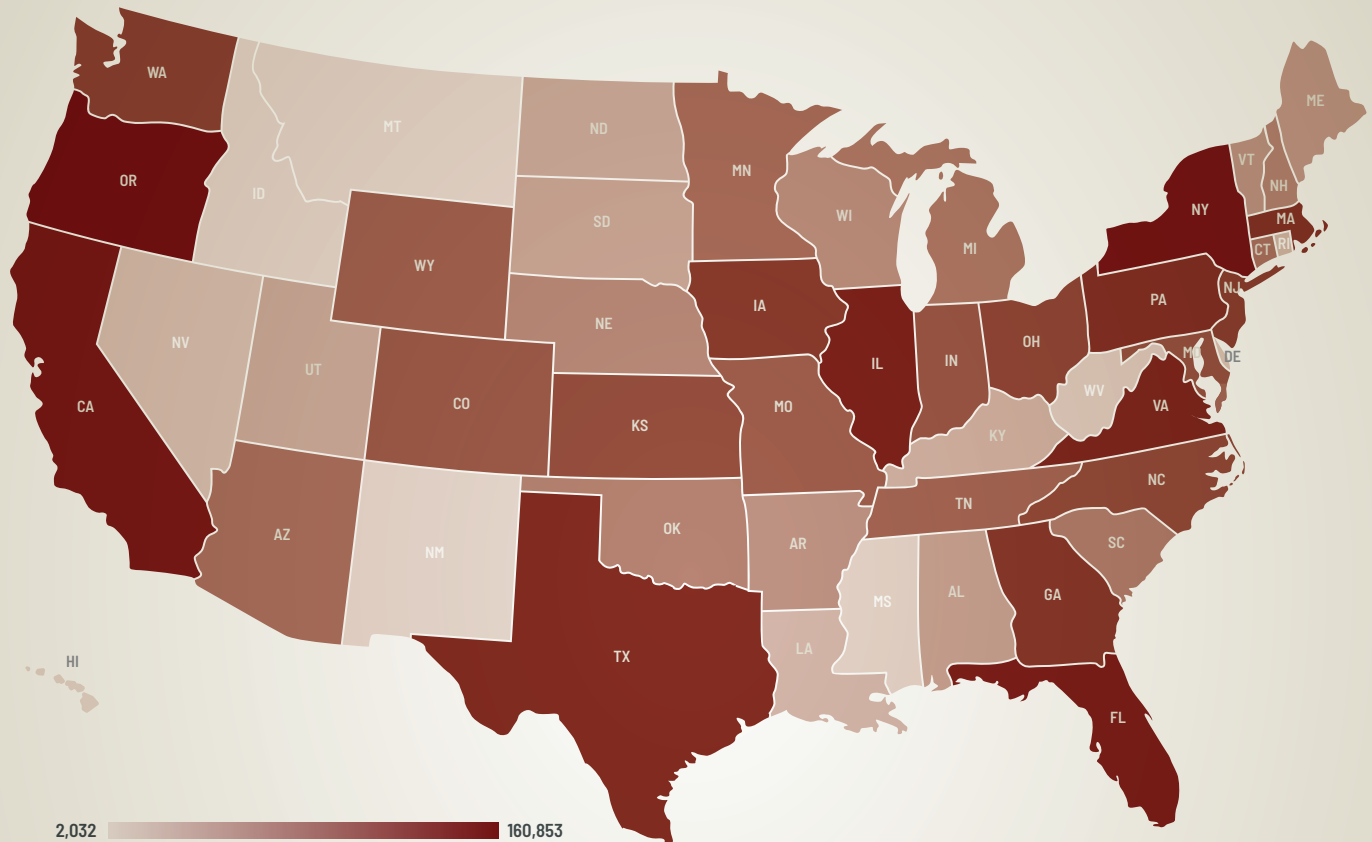 WA
ME
MT
ND
VT
MN
OR
NH
ID
NY
WI
MA
SD
MI
CT
RI
WY
NJ
PA
IA
NE
OH
NV
MD
DE
IN
IL
UT
WV
CO
CA
MO
VA
KS
KY
NC
TN
OK
AZ
AR
SC
NM
AL
GA
MS
LA
TX
HI
FL
2,032
160,853